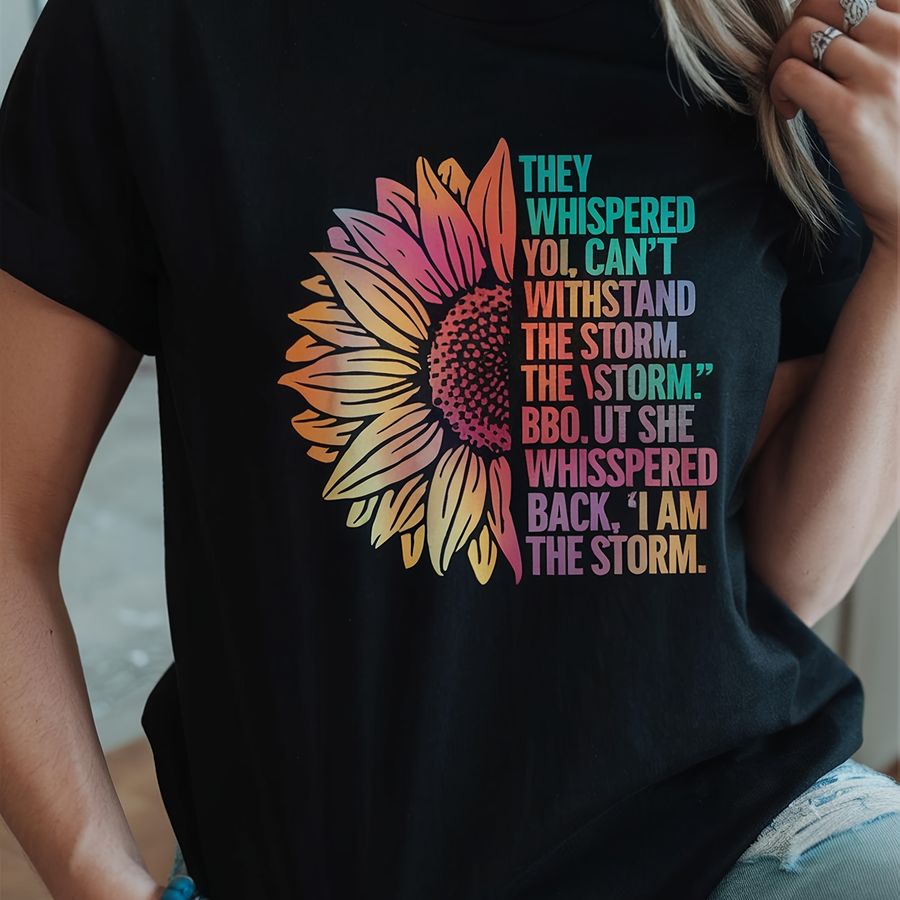 THEY
WHISPERED
YOI, CAN'T
WITHSTAND
THE STORM.
THE \STORM."
BBO. UT SHE
WHISSPERED
BACK, 'I AM
THE STORM.